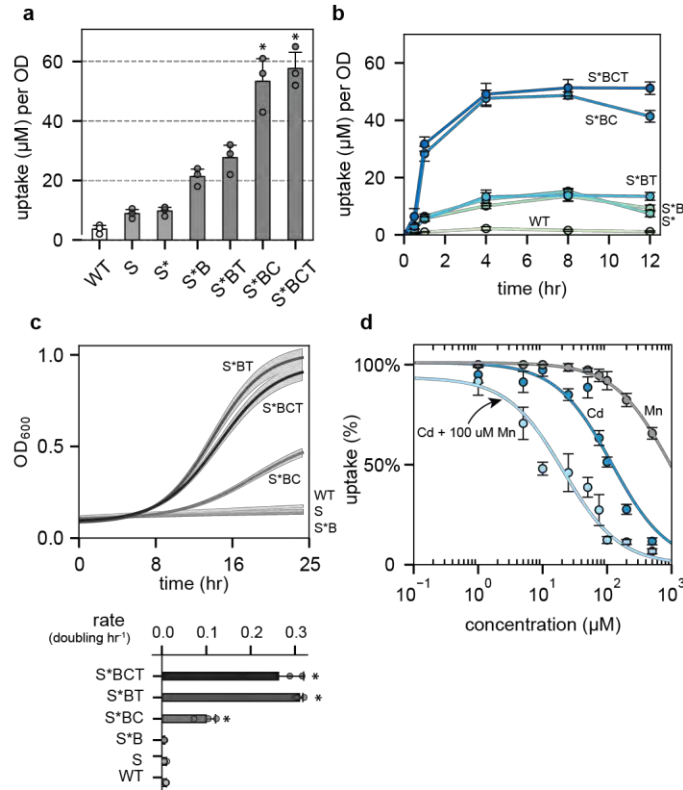 a
uptake (µM) per OD
60
40
20
0
*
*
WT
S
S*
S*B
S*BT
S*BC
S*BCT
b
uptake (µM) per OD
60
40
20
0
S*BCT
S*BC
S*BT
S*B
S*
WT
0
4
8
12
time (hr)
c
OD600
1.0
0.5
0.0
S*BT
S*BCT
S*BC
WT
S
S*B
0
8
16
25
time (hr)
rate
(doubling hr⁻¹)
0.0 0.1 0.2 0.3
S*BCT *
S*BT *
S*BC *
S*B
S
WT
d
uptake (%)
100%
50%
0%
Mn
Cd
Cd + 100 uM Mn
10⁻¹ 10⁰ 10¹ 10² 10³
concentration (µM)